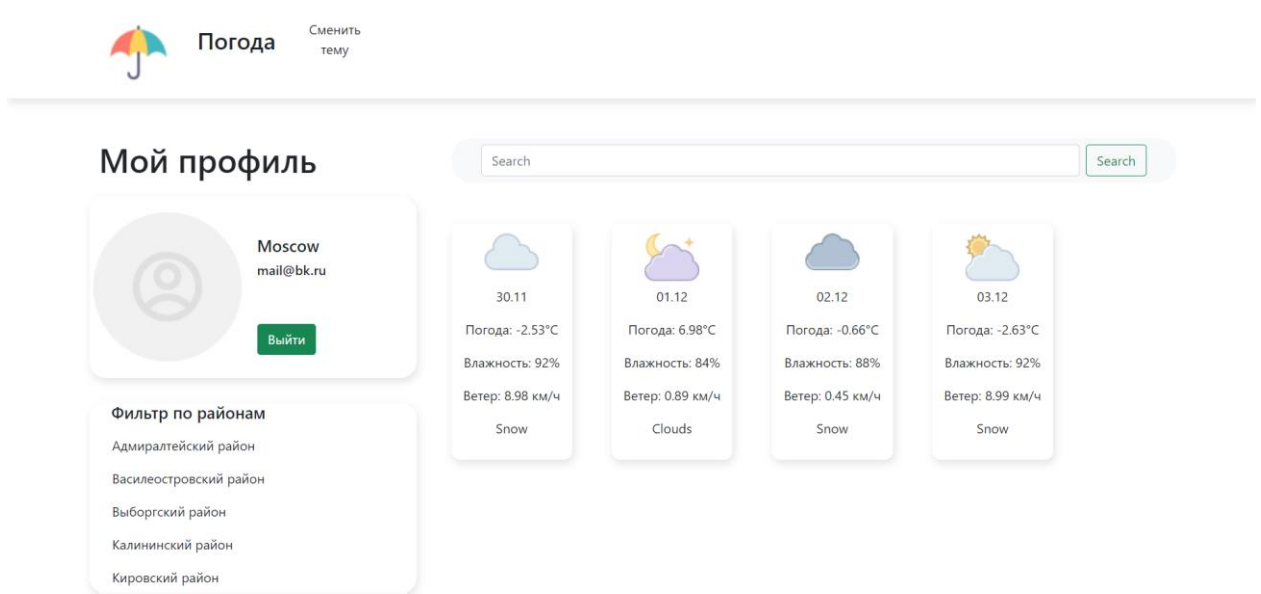 Погода
Сменить
тему
Мой профиль
Search
Search
Moscow
mail@bk.ru
Выйти
Фильтр по районам
Адмиралтейский район
Василеостровский район
Выборгский район
Калининский район
Кировский район
30.11
Погода: -2.53°C
Влажность: 92%
Ветер: 8.98 км/ч
Snow
01.12
Погода: 6.98°C
Влажность: 84%
Ветер: 0.89 км/ч
Clouds
02.12
Погода: -0.66°C
Влажность: 88%
Ветер: 0.45 км/ч
Snow
03.12
Погода: -2.63°C
Влажность: 92%
Ветер: 8.99 км/ч
Snow